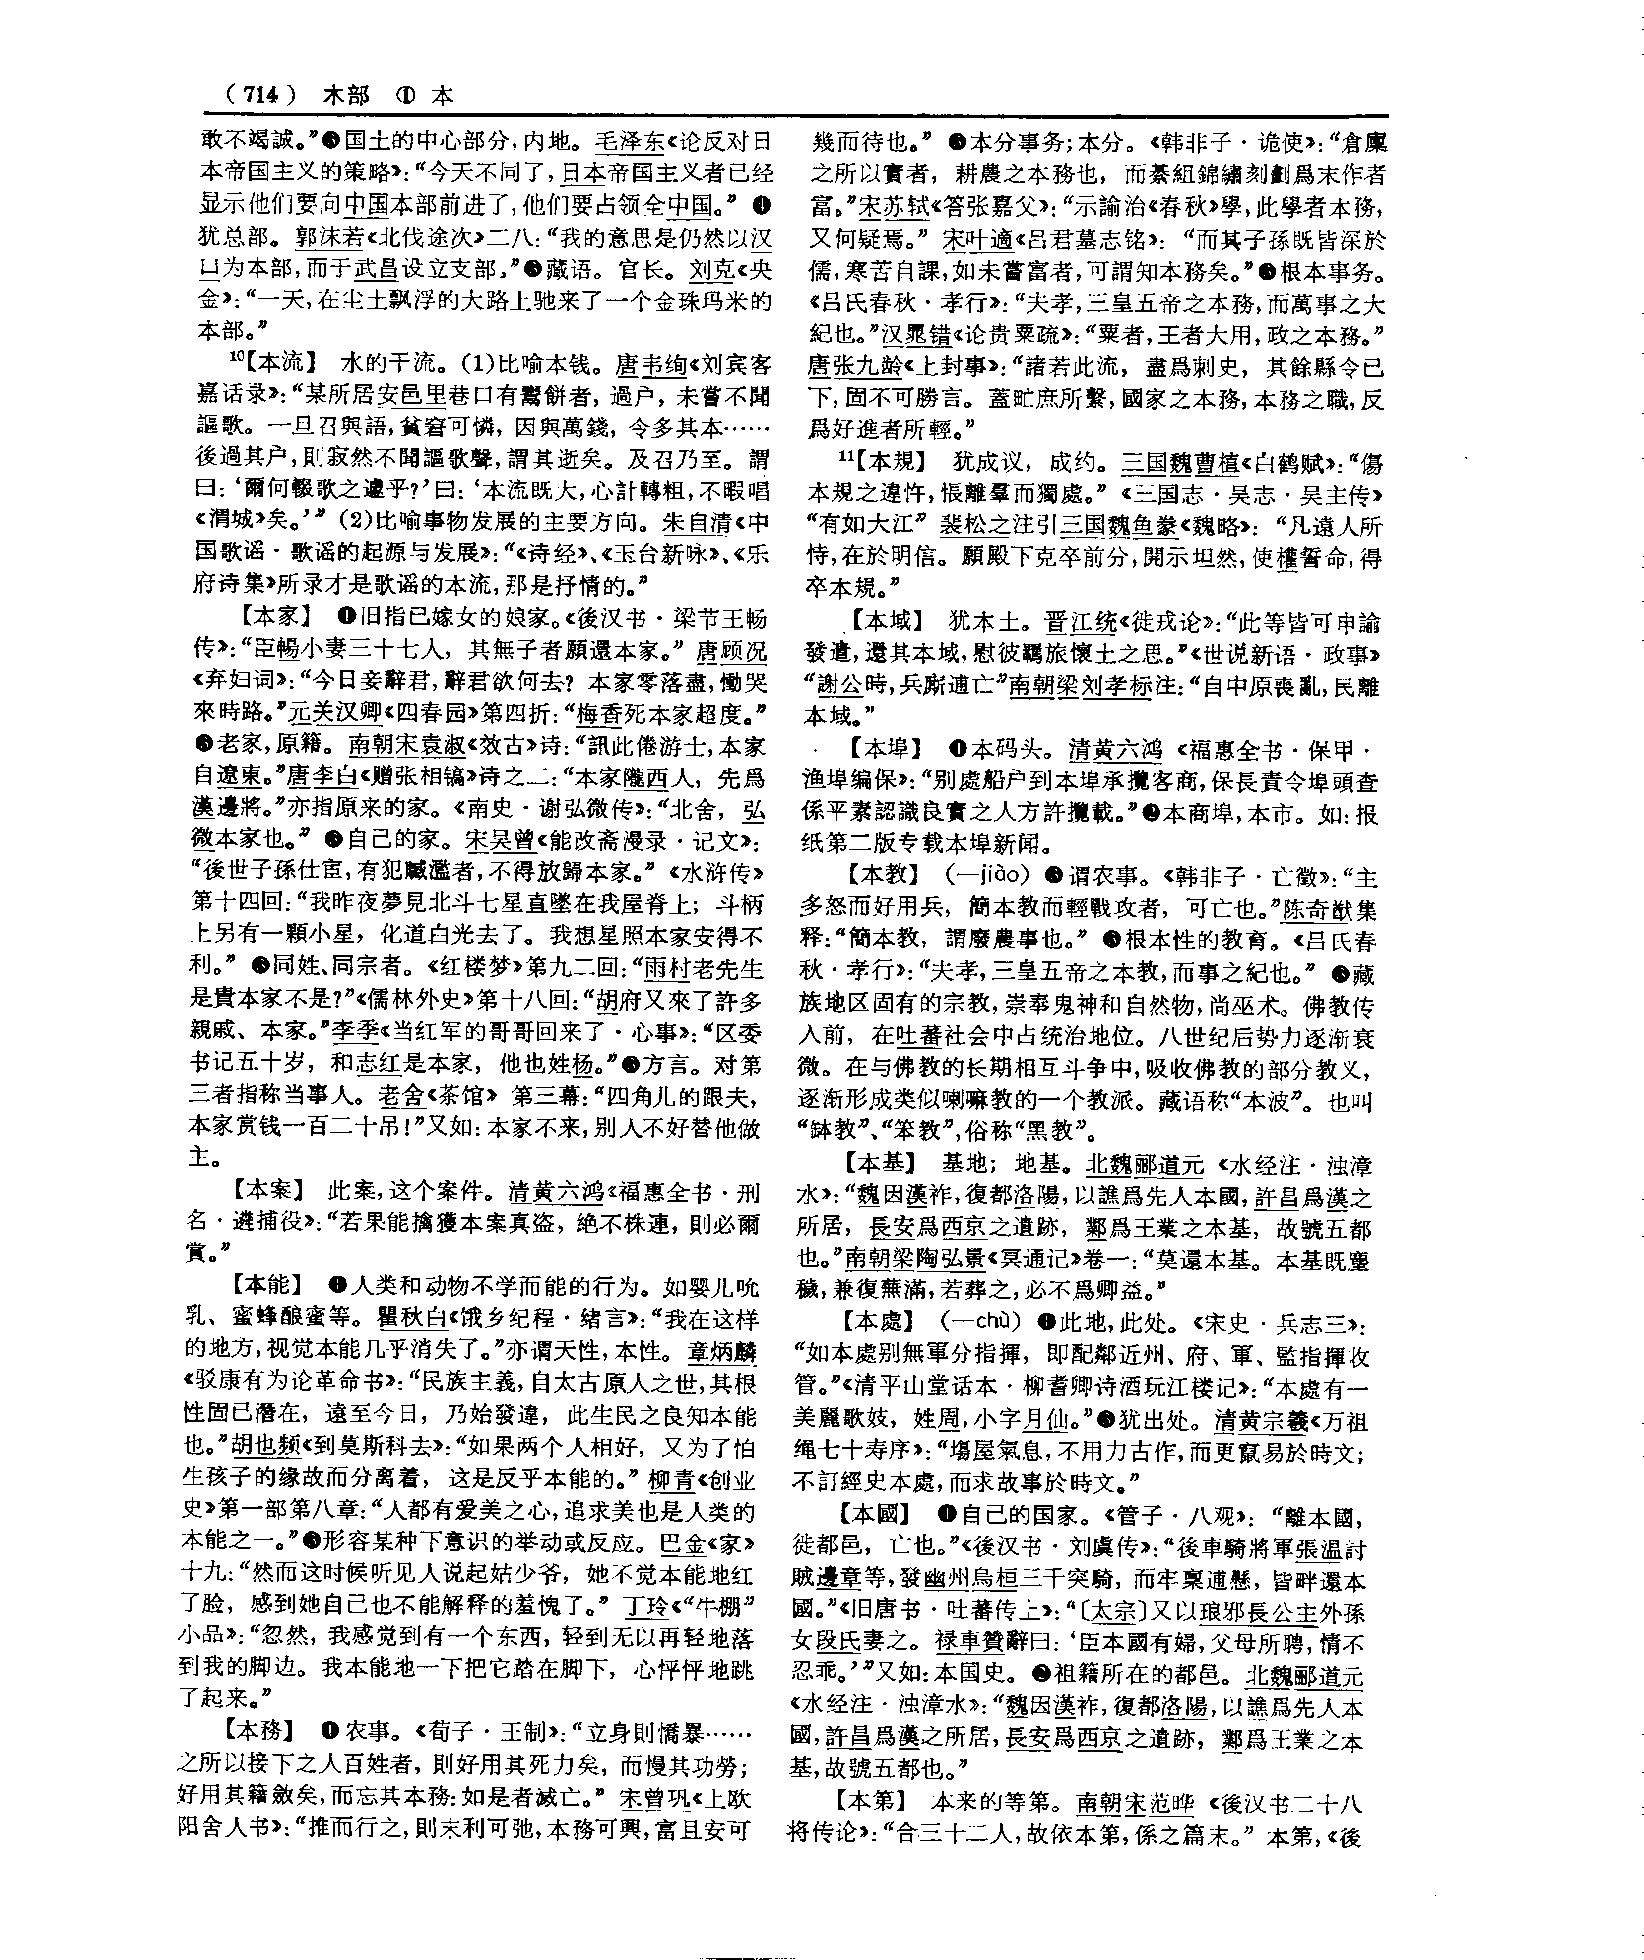 （714） 木部 ① 本
敢不竭誠。”❸国土的中心部分，内地。毛泽东《论反对日
本帝国主义的策略》：“今天不同了，日本帝国主义者已经
显示他们要向中国本部前进了，他们要占领全中国。” ❹
犹总部。郭沫若《北伐途次》二八：“我的意思是仍然以汉
口为本部，而于武昌设立支部。”❺藏语。官长。刘克《央
金》：“一天，在尘土飘浮的大路上驰来了一个金珠玛米的
本部。”
10【本流】 水的干流。(1)比喻本钱。唐韦绚《刘宾客
嘉话录》：“某所居安邑里巷口有鬻餅者，過户，未嘗不聞
謳歌。一旦召與語，貧窘可憐，因與萬錢，令多其本……
後過其户，則寂然不聞謳歌聲，謂其逝矣。及召乃至。謂
曰：‘爾何輟歌之遽乎？’曰：‘本流既大，心計轉粗，不暇唱
《渭城》矣。’”(2)比喻事物发展的主要方向。朱自清《中
国歌谣·歌谣的起源与发展》：“《诗经》、《玉台新咏》、《乐
府诗集》所录才是歌谣的本流，那是抒情的。”
【本家】 ❶旧指已嫁女的娘家。《後汉书·梁节王畅
传》：“臣暢小妻三十七人，其無子者願還本家。”唐顾况
《弃妇词》：“今日妾辭君，辭君欲何去？本家零落盡，慟哭
來時路。”元关汉卿《四春园》第四折：“梅香死本家超度。”
❷老家，原籍。南朝宋袁淑《效古》诗：“訊此倦游士，本家
自遼東。”唐李白《赠张相镐》诗之二：“本家隴西人，先爲
漢邊將。”亦指原来的家。《南史·谢弘微传》：“北舍，弘
微本家也。”❸自己的家。宋吴曾《能改斋漫录·记文》：
“後世子孫仕宦，有犯贓濫者，不得放歸本家。”《水浒传》
第十四回：“我昨夜夢見北斗七星直墜在我屋脊上；斗柄
上另有一顆小星，化道白光去了。我想星照本家安得不
利。”❹同姓、同宗者。《红楼梦》第九二回：“雨村老先生
是貴本家不是？”《儒林外史》第十八回：“胡府又來了許多
親戚、本家。”李季《当红军的哥哥回来了·心事》：“区委
书记五十岁，和志红是本家，他也姓杨。”❺方言。对第
三者指称当事人。老舍《茶馆》第三幕：“四角儿的跟夫，
本家赏钱一百二十吊！”又如：本家不来，别人不好替他做
主。
【本案】 此案，这个案件。清黄六鸿《福惠全书·刑
名·遴捕役》：“若果能擒獲本案真盗，絶不株連，則必爾
賞。”
【本能】 ❶人类和动物不学而能的行为。如婴儿吮
乳、蜜蜂酿蜜等。瞿秋白《饿乡纪程·绪言》：“我在这样
的地方，视觉本能几乎消失了。”亦谓天性，本性。章炳麟
《驳康有为论革命书》：“民族主義，自太古原人之世，其根
性固已潛在，遠至今日，乃始發達，此生民之良知本能
也。”胡也频《到莫斯科去》：“如果两个人相好，又为了怕
生孩子的缘故而分离着，这是反乎本能的。”柳青《创业
史》第一部第八章：“人都有爱美之心，追求美也是人类的
本能之一。”❷形容某种下意识的举动或反应。巴金《家》
十九：“然而这时候听见人说起姑少爷，她不觉本能地红
了脸，感到她自己也不能解释的羞愧了。”丁玲《“牛棚”
小品》：“忽然，我感觉到有一个东西，轻到无以再轻地落
到我的脚边。我本能地一下把它踏在脚下，心怦怦地跳
了起来。”
【本務】 ❶农事。《荀子·王制》：“立身則憍暴……
之所以接下之人百姓者，則好用其死力矣，而慢其功勞；
好用其籍斂矣，而忘其本務：如是者滅亡。”宋曾巩《上欧
阳舍人书》：“推而行之，則末利可弛，本務可興，富且安可
幾而待也。”❷本分事务；本分。《韩非子·诡使》：“倉廩
之所以實者，耕農之本務也，而綦組錦繡刻劃爲末作者
富。”宋苏轼《答张嘉父》：“示諭治《春秋》學，此學者本務，
又何疑焉。”宋叶適《吕君墓志铭》：“而其子孫既皆深於
儒，寒苦自課，如未嘗富者，可謂知本務矣。”❸根本事务。
《吕氏春秋·孝行》：“夫孝，三皇五帝之本務，而萬事之大
紀也。”汉晁错《论贵粟疏》：“粟者，王者大用，政之本務。”
唐张九龄《上封事》：“諸若此流，盡爲刺史，其餘縣令已
下，固不可勝言。蓋甿庶所繫，國家之本務，本務之職，反
爲好進者所輕。”
11【本規】 犹成议，成约。三国魏曹植《白鹤赋》：“傷
本規之違忤，悵離羣而獨處。”《三国志·吴志·吴主传》
“有如大江”裴松之注引三国魏鱼豢《魏略》：“凡遠人所
恃，在於明信。願殿下克卒前分，開示坦然，使權誓命，得
卒本規。”
【本域】 犹本土。晋江统《徙戎论》：“此等皆可申諭
發遣，還其本域，慰彼羈旅懷土之思。”《世说新语·政事》
“謝公時，兵廝逋亡”南朝梁刘孝标注：“自中原喪亂，民離
本域。”
【本埠】 ❶本码头。清黄六鸿《福惠全书·保甲·
渔埠编保》：“别處船户到本埠承攬客商，保長責令埠頭查
係平素認識良實之人方許攬載。”❷本商埠，本市。如：报
纸第二版专载本埠新闻。
【本教】 （—jiào）❶谓农事。《韩非子·亡徵》：“主
多怒而好用兵，簡本教而輕戰攻者，可亡也。”陈奇猷集
释：“簡本教，謂廢農事也。”❷根本性的教育。《吕氏春
秋·孝行》：“夫孝，三皇五帝之本教，而事之紀也。”❸藏
族地区固有的宗教，崇奉鬼神和自然物，尚巫术。佛教传
入前，在吐蕃社会中占统治地位。八世纪后势力逐渐衰
微。在与佛教的长期相互斗争中，吸收佛教的部分教义，
逐渐形成类似喇嘛教的一个教派。藏语称“本波”。也叫
“钵教”、“笨教”，俗称“黑教”。
【本基】 基地；地基。北魏郦道元《水经注·浊漳
水》：“魏因漢祚，復都洛陽，以譙爲先人本國，許昌爲漢之
所居，長安爲西京之遺跡，鄴爲王業之本基，故號五都
也。”南朝梁陶弘景《冥通记》卷一：“莫還本基。本基既塵
穢，兼復蕪滿，若葬之，必不爲卿益。”
【本處】 （—chù）❶此地，此处。《宋史·兵志三》：
“如本處别無軍分指揮，即配鄰近州、府、軍、監指揮收
管。”《清平山堂话本·柳耆卿诗酒玩江楼记》：“本處有一
美麗歌妓，姓周，小字月仙。”❷犹出处。清黄宗羲《万祖
绳七十寿序》：“塲屋氣息，不用力古作，而更竄易於時文；
不訂經史本處，而求故事於時文。”
【本國】 ❶自己的国家。《管子·八观》：“離本國，
徙都邑，亡也。”《後汉书·刘虞传》：“後車騎將軍張温討
賊邊章等，發幽州烏桓三千突騎，而牢稟逋懸，皆畔還本
國。”《旧唐书·吐蕃传上》：“〔太宗〕又以琅邪長公主外孫
女段氏妻之。禄車贊辭曰：‘臣本國有婦，父母所聘，情不
忍乖。’”又如：本国史。❷祖籍所在的都邑。北魏郦道元
《水经注·浊漳水》：“魏因漢祚，復都洛陽，以譙爲先人本
國，許昌爲漢之所居，長安爲西京之遺跡，鄴爲王業之本
基，故號五都也。”
【本第】 本来的等第。南朝宋范晔《後汉书二十八
将传论》：“合三十二人，故依本第，係之篇末。”本第，《後